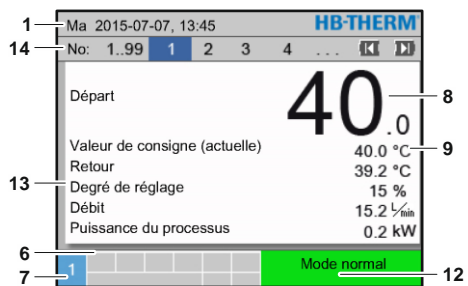 1 Ma 2015-07-07, 13:45 HB-THERM
14 No: 1..99 1 2 3 4 ...
Départ 40.0 8
Valeur de consigne (actuelle) 40.0 °C 9
Retour 39.2 °C
13 Degré de réglage 15 %
Débit 15.2 L/min
Puissance du processus 0.2 kW
6
7 1 Mode normal 12